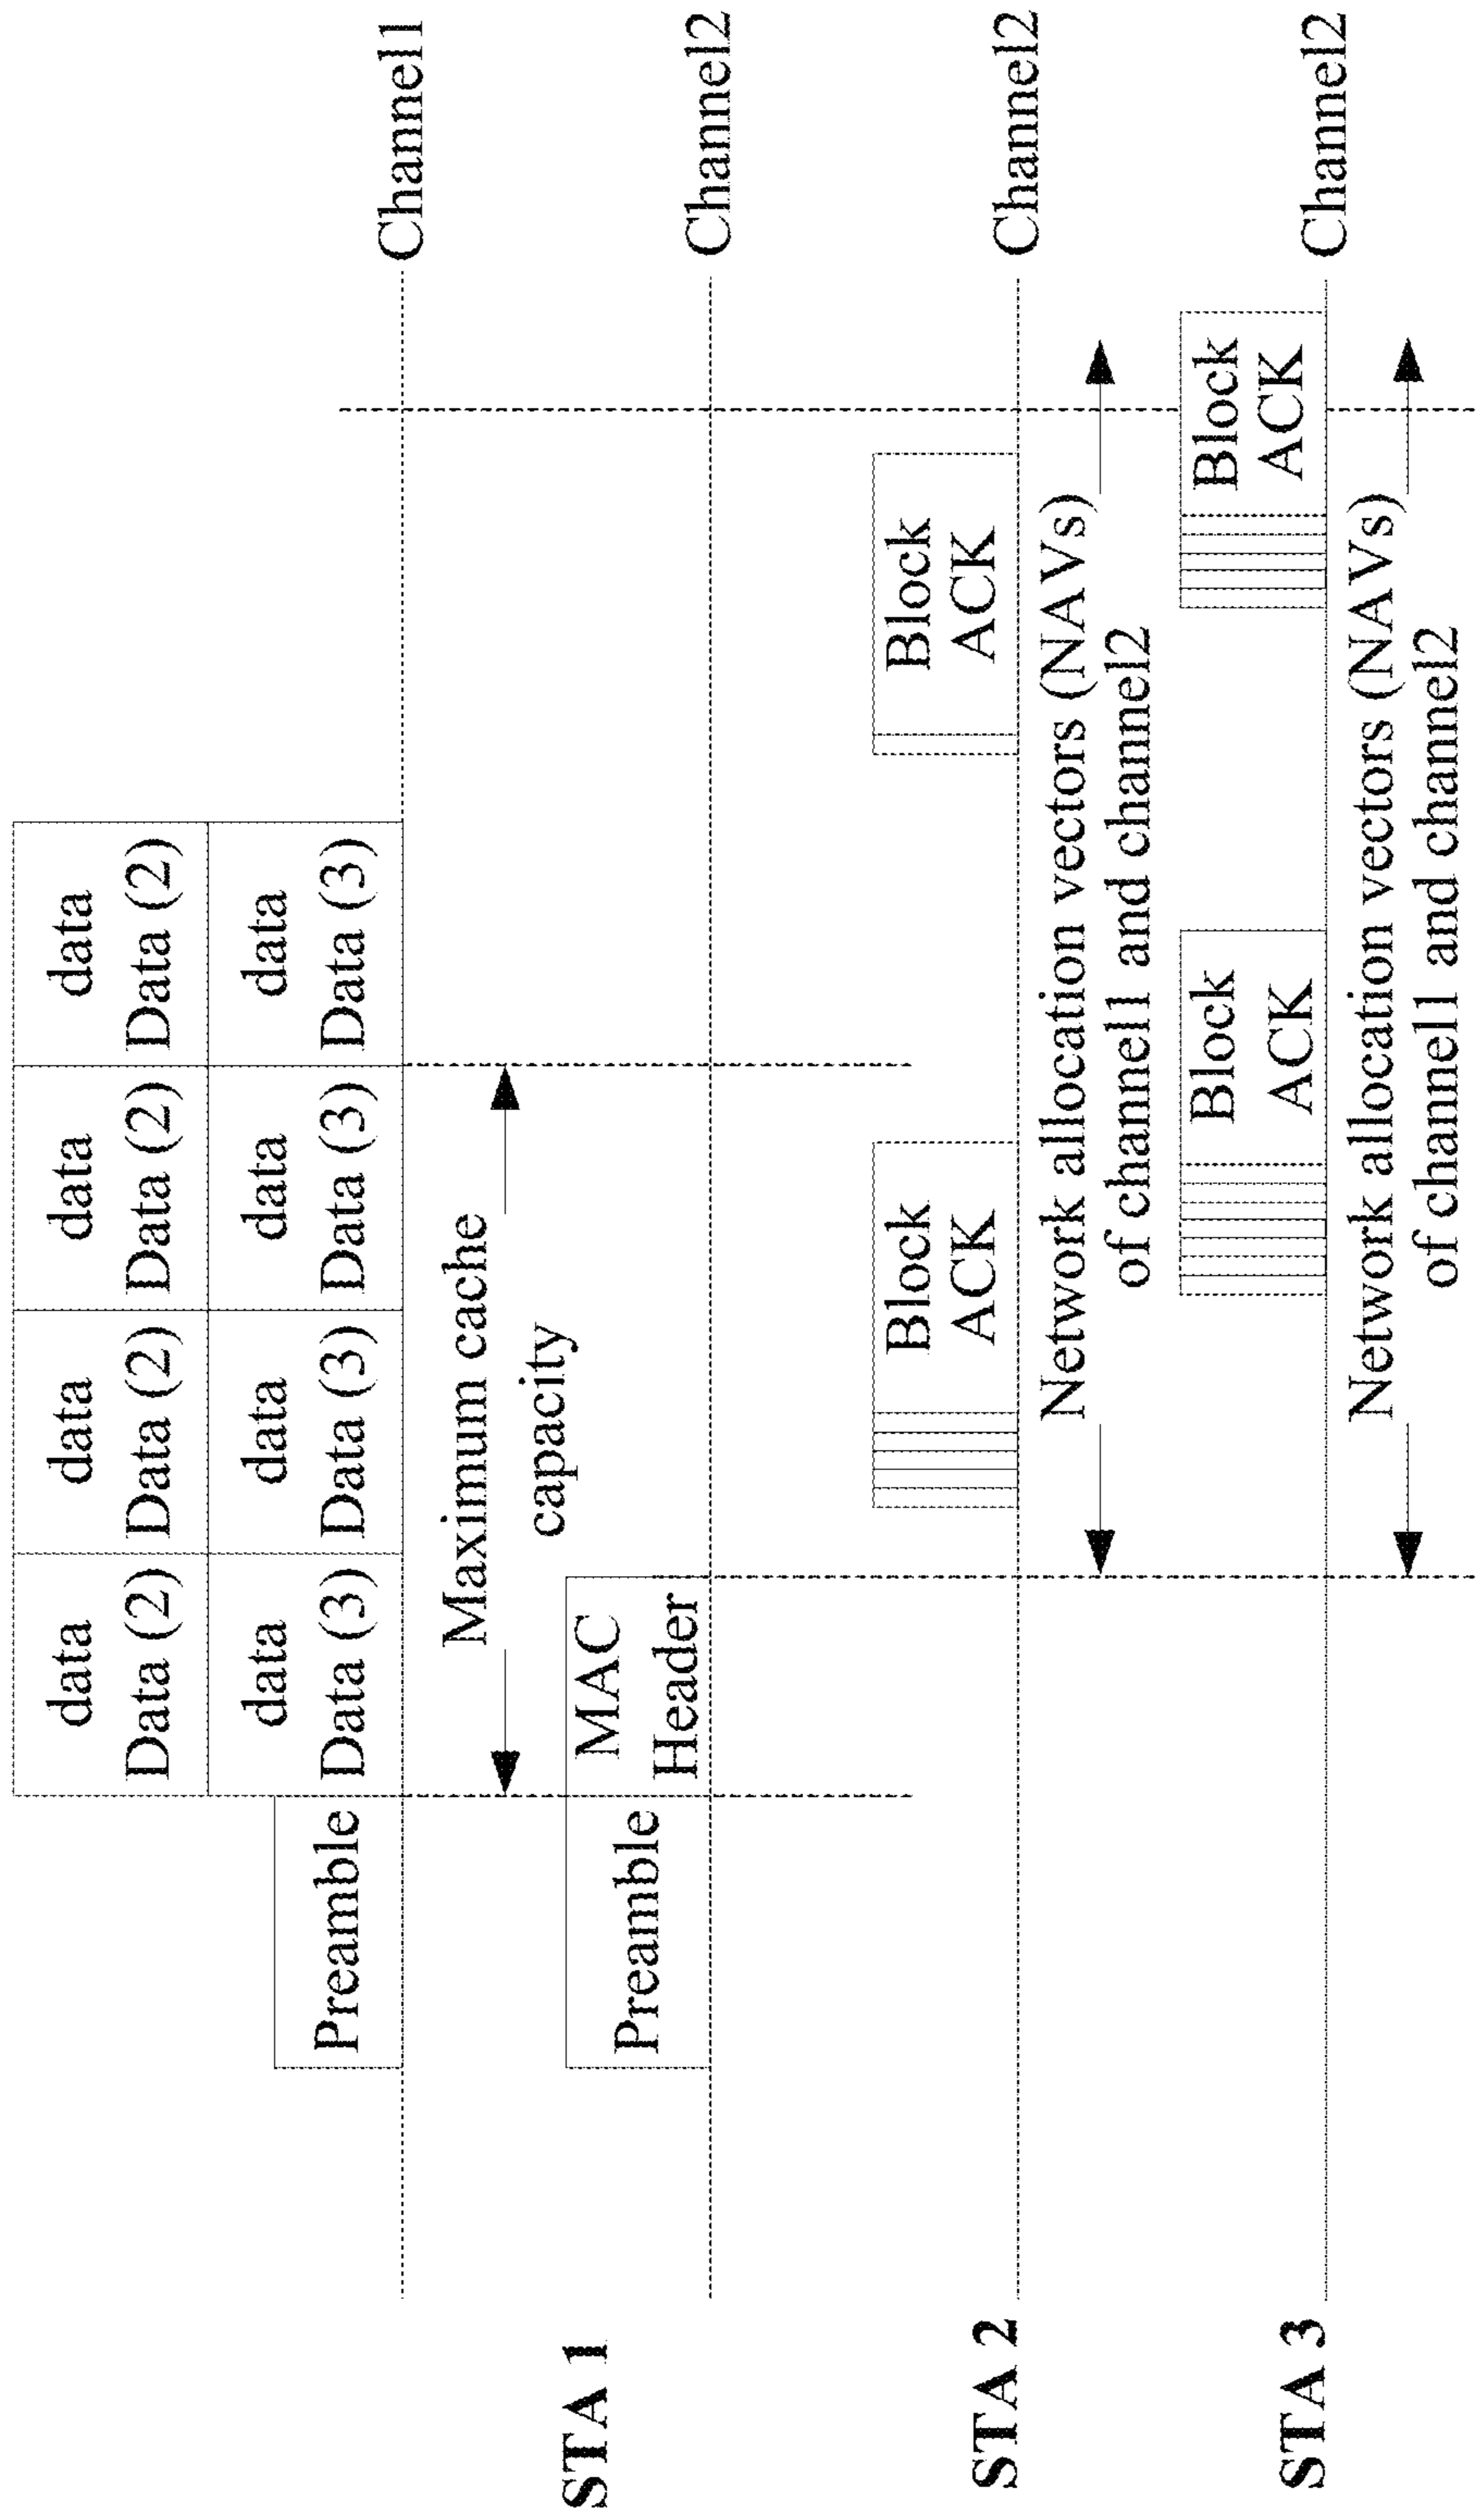 data
Data (2)
data
Data (2)
data
Data (2)
data
Data (2)
Preamble
data
Data (3)
data
Data (3)
data
Data (3)
data
Data (3)
Channel1
Maximum cache
capacity
STA 1
Preamble
MAC
Header
Channel2
Block
ACK
Block
ACK
STA 2
Channel2
Network allocation vectors (NAVs)
of channel1 and channel2
Block
ACK
Block
ACK
STA 3
Channel2
Network allocation vectors (NAVs)
of channel1 and channel2